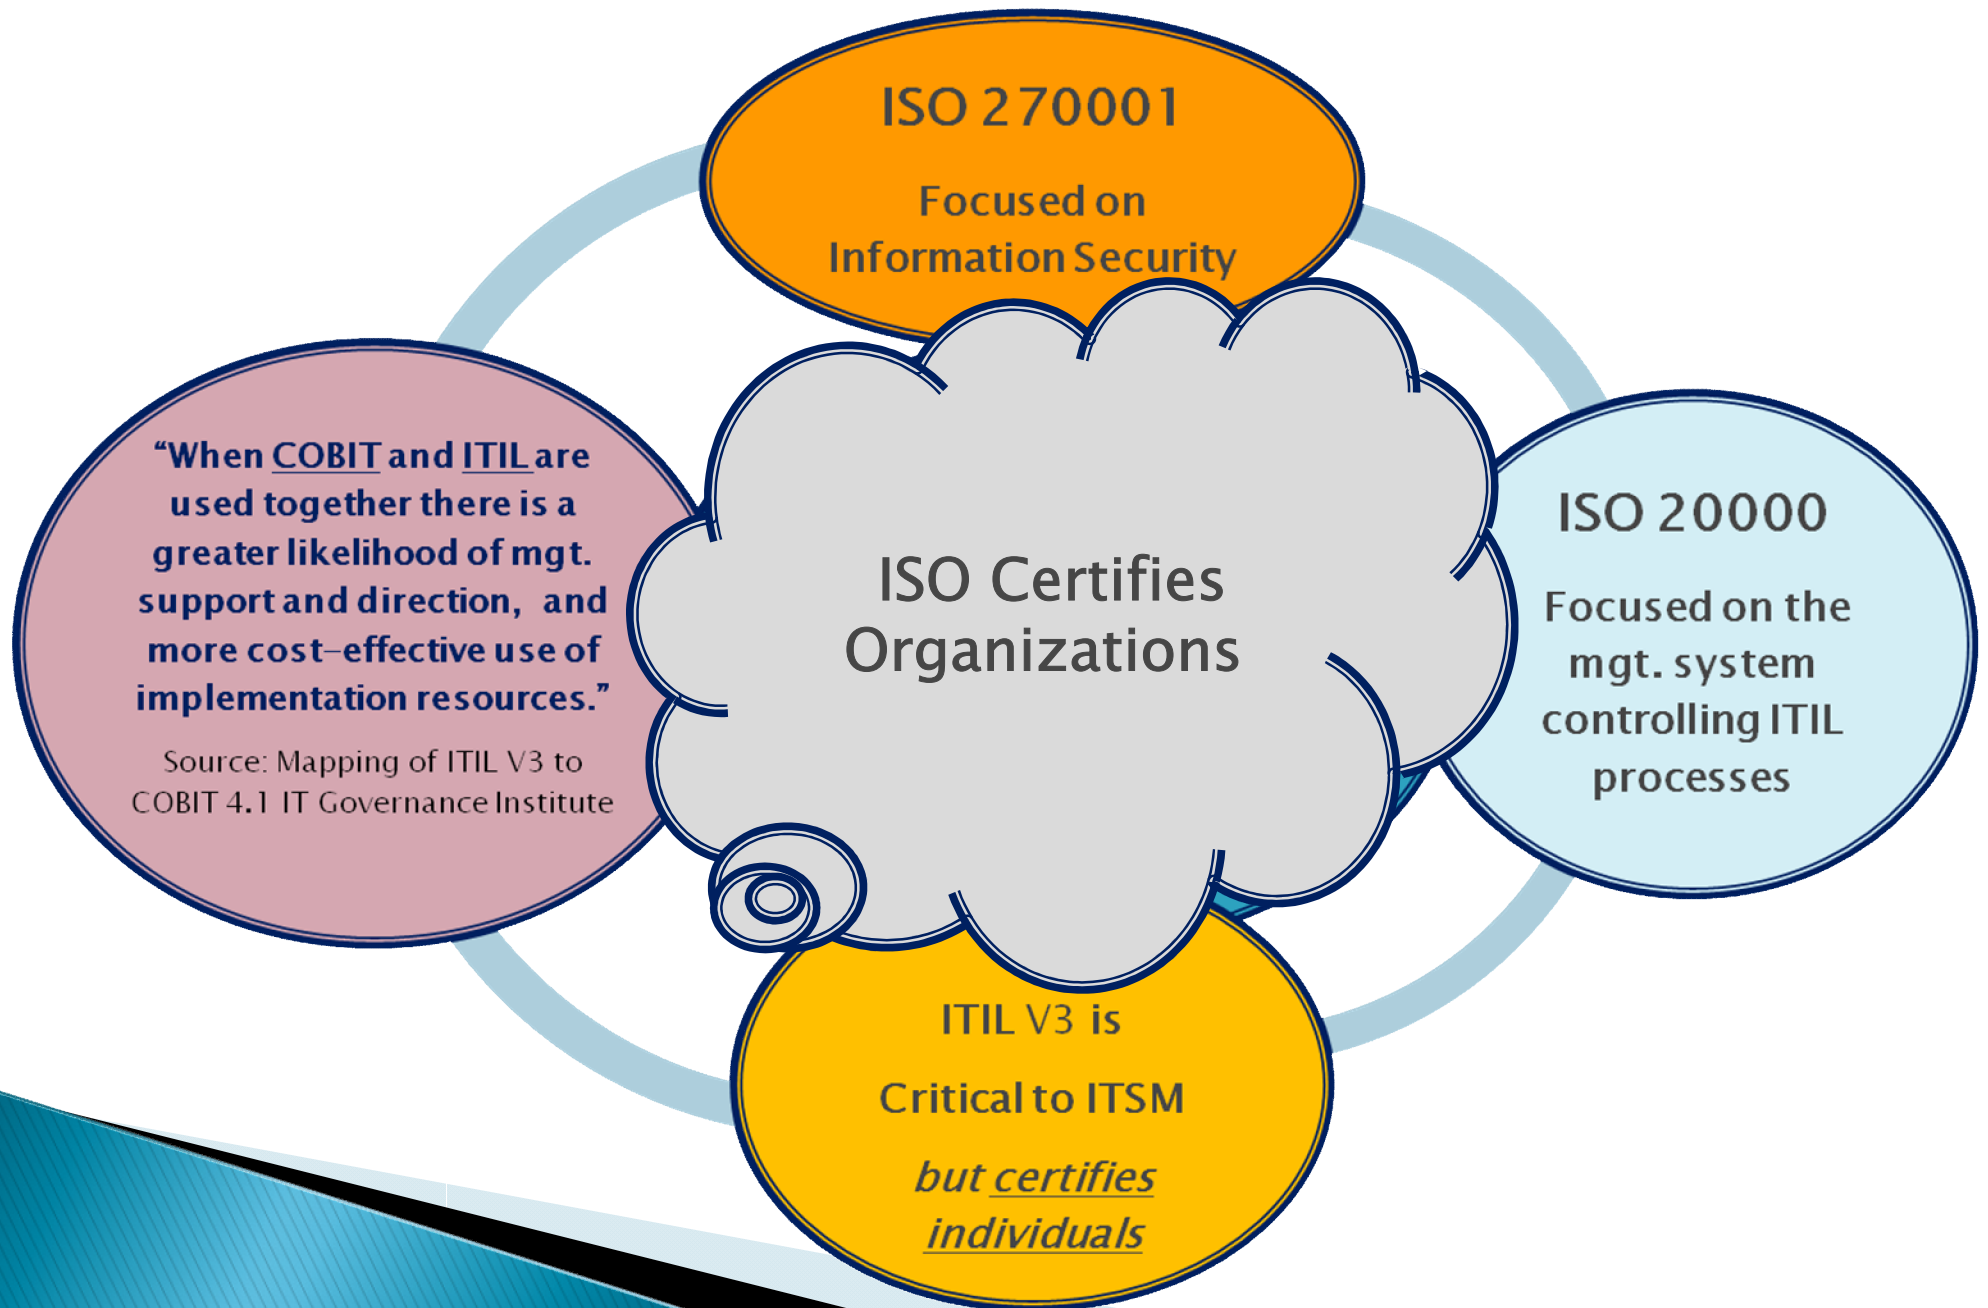 ISO 270001
Focused on
Information Security
“When COBIT and ITIL are
used together there is a
greater likelihood of mgt.
support and direction, and
more cost-effective use of
implementation resources.”
Source: Mapping of ITIL V3 to
COBIT 4.1 IT Governance Institute
ISO Certifies
Organizations
ISO 20000
Focused on the
mgt. system
controlling ITIL
processes
ITIL V3 is
Critical to ITSM
but certifies
individuals